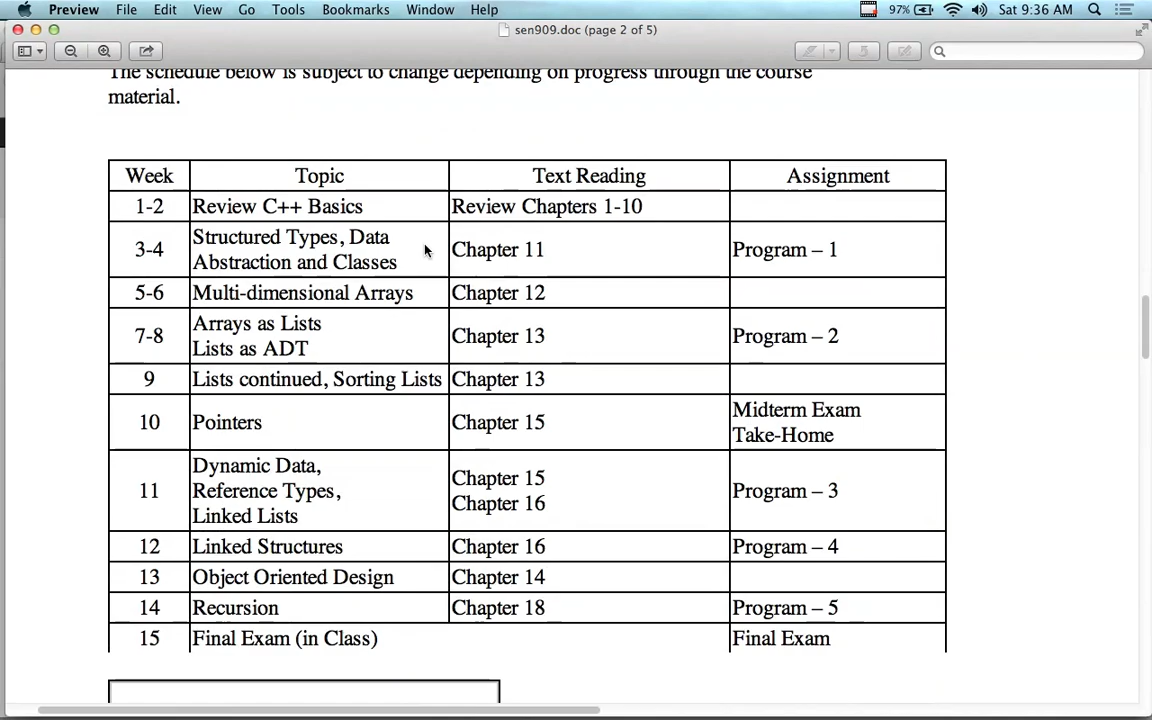 Preview File Edit View Go Tools Bookmarks Window Help 97% Sat 9:36 AM
sen909.doc (page 2 of 5)
The schedule below is subject to change depending on progress through the course
material.
Week Topic Text Reading Assignment
1-2 Review C++ Basics Review Chapters 1-10
3-4 Structured Types, Data
Abstraction and Classes Chapter 11 Program – 1
5-6 Multi-dimensional Arrays Chapter 12
7-8 Arrays as Lists
Lists as ADT Chapter 13 Program – 2
9 Lists continued, Sorting Lists Chapter 13
10 Pointers Chapter 15 Midterm Exam
Take-Home
11 Dynamic Data,
Reference Types,
Linked Lists Chapter 15
Chapter 16 Program – 3
12 Linked Structures Chapter 16 Program – 4
13 Object Oriented Design Chapter 14
14 Recursion Chapter 18 Program – 5
15 Final Exam (in Class) Final Exam